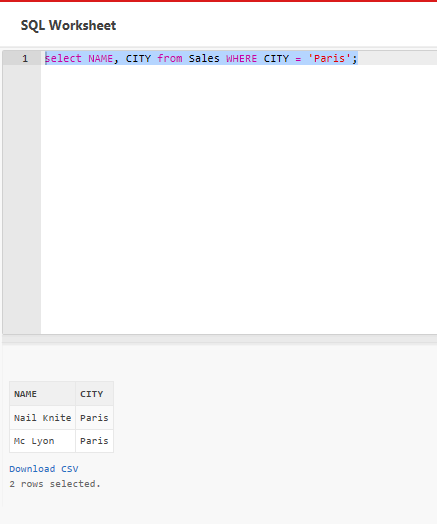 SQL Worksheet
1 select NAME, CITY from Sales WHERE CITY = 'Paris';
NAME CITY
Nail Knite Paris
Mc Lyon Paris
Download CSV
2 rows selected.